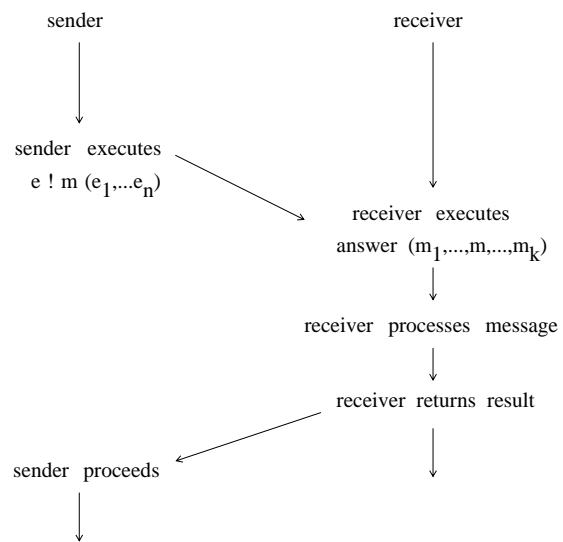 sender
receiver
sender executes
e ! m (e1,...en)
receiver executes
answer (m1,...,m,...,mk)
receiver processes message
receiver returns result
sender proceeds